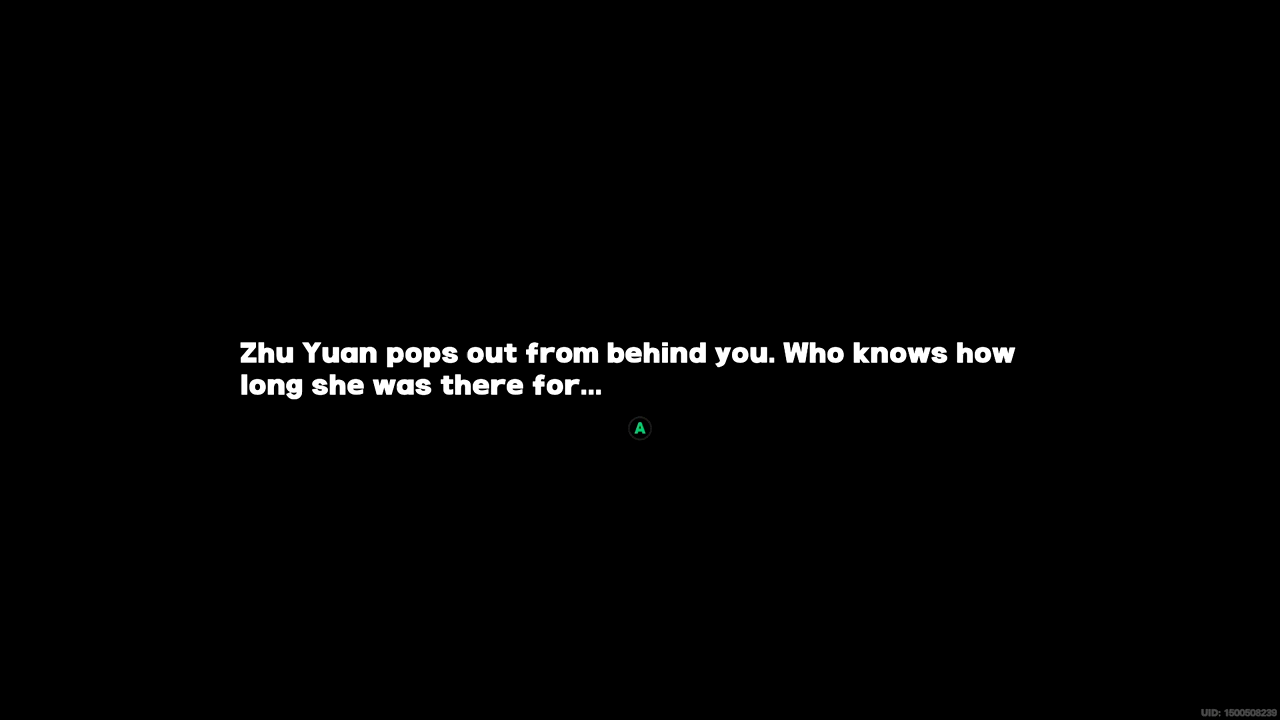 Zhu Yuan pops out from behind you. Who knows how
long she was there for...
A
UID: 1500508239